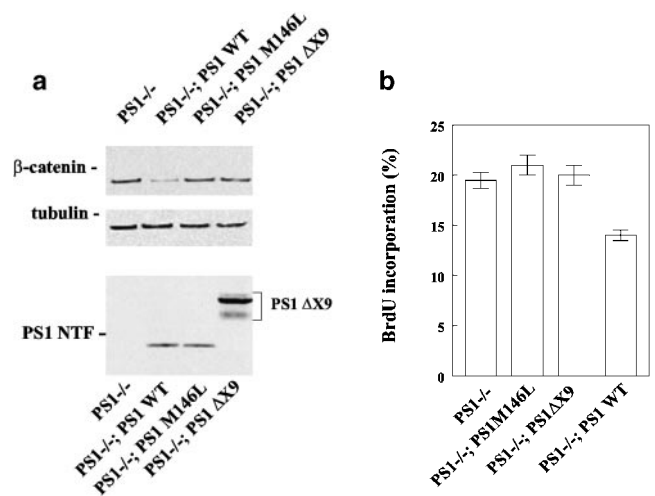 a
PS1-/-
PS1-/-; PS1 WT
PS1-/-; PS1 M146L
PS1-/-; PS1 ΔX9
β-catenin -
tubulin -
PS1 NTF -
PS1 ΔX9
PS1-/-
PS1-/-; PS1 WT
PS1-/-; PS1 M146L
PS1-/-; PS1 ΔX9
b
BrdU incorporation (%)
25
20
15
10
5
0
PS1-/-
PS1-/-; PS1M146L
PS1-/-; PS1ΔX9
PS1-/-; PS1 WT